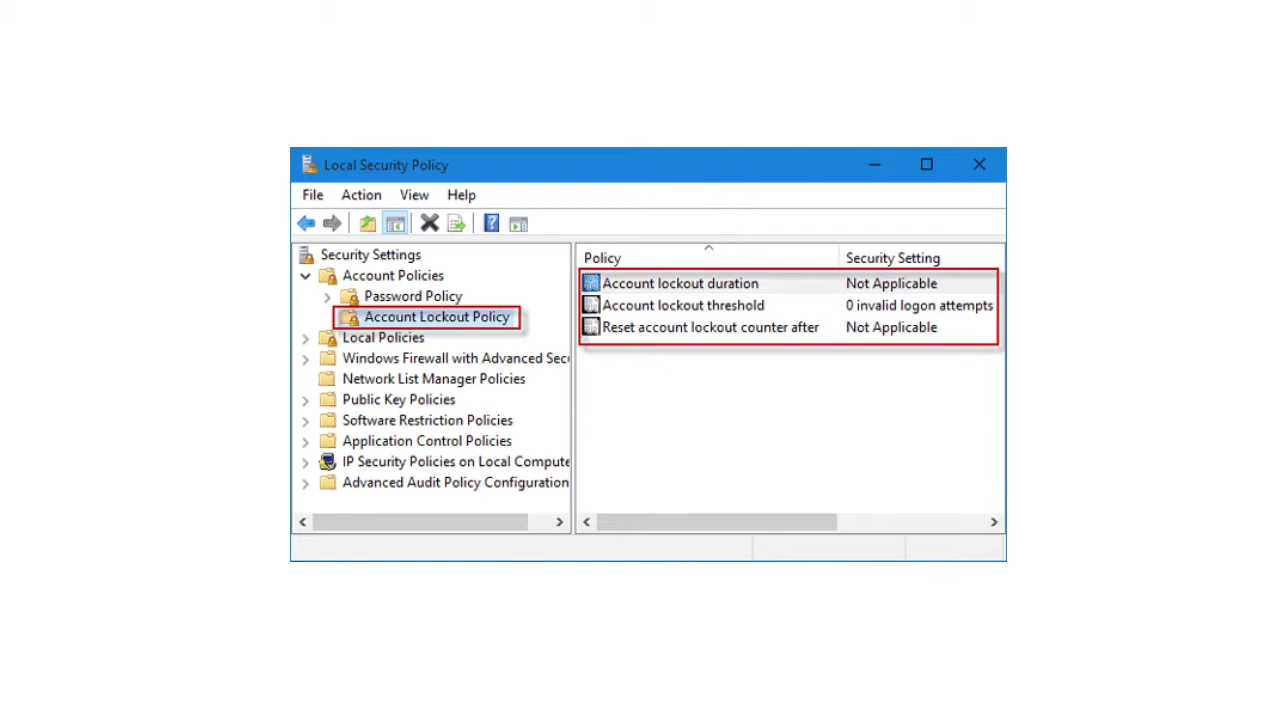 Local Security Policy
File Action View Help
Security Settings
Account Policies
Password Policy
Account Lockout Policy
Local Policies
Windows Firewall with Advanced Secu
Network List Manager Policies
Public Key Policies
Software Restriction Policies
Application Control Policies
IP Security Policies on Local Compute
Advanced Audit Policy Configuration
Policy Security Setting
Account lockout duration Not Applicable
Account lockout threshold 0 invalid logon attempts
Reset account lockout counter after Not Applicable